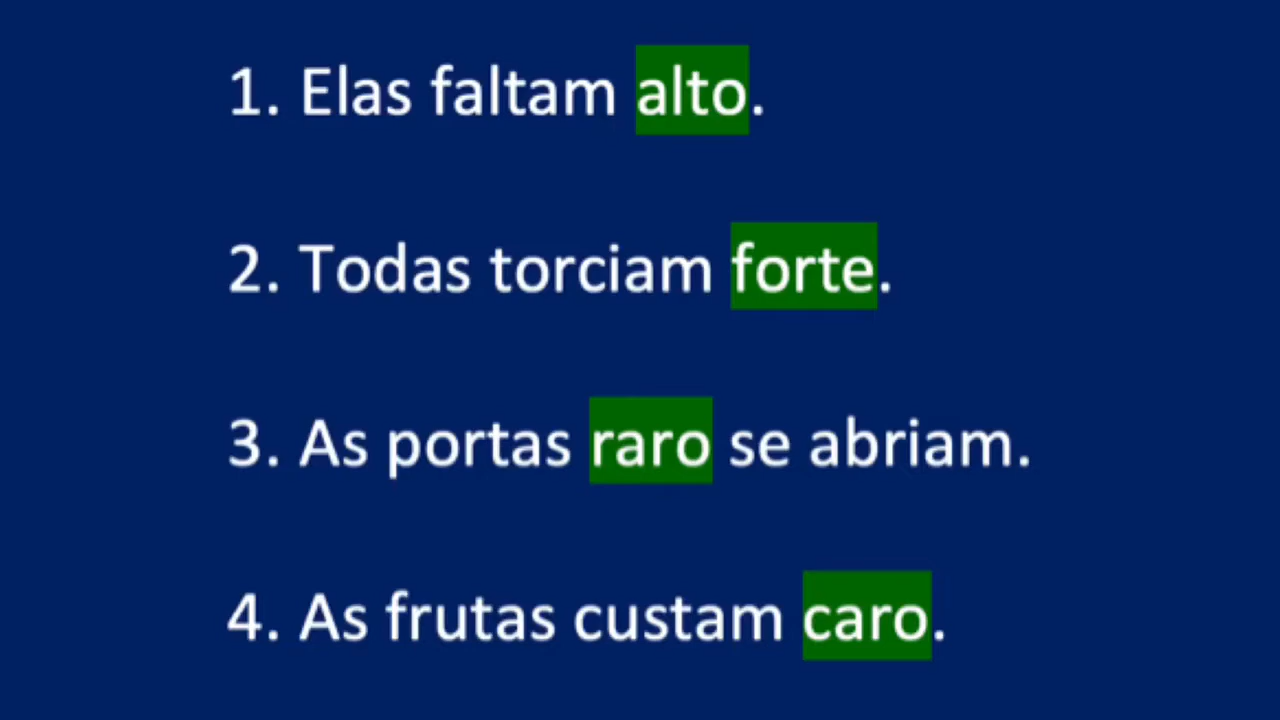 1. Elas faltam alto.
2. Todas torciam forte.
3. As portas raro se abriam.
4. As frutas custam caro.